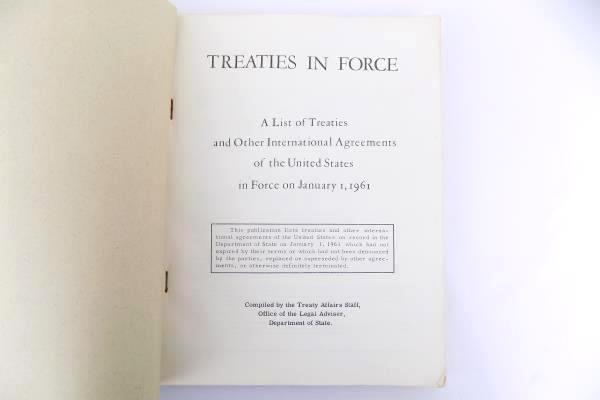 TREATIES IN FORCE
A List of Treaties
and Other International Agreements
of the United States
in Force on January 1, 1961
This publication lists treaties and other interna-
tional agreements of the United States on record in the
Department of State on January 1, 1961 which had not
expired by their terms or which had not been denounced
by the parties, replaced or superseded by other agree-
ments, or otherwise definitely terminated.
Compiled by the Treaty Affairs Staff,
Office of the Legal Adviser,
Department of State.